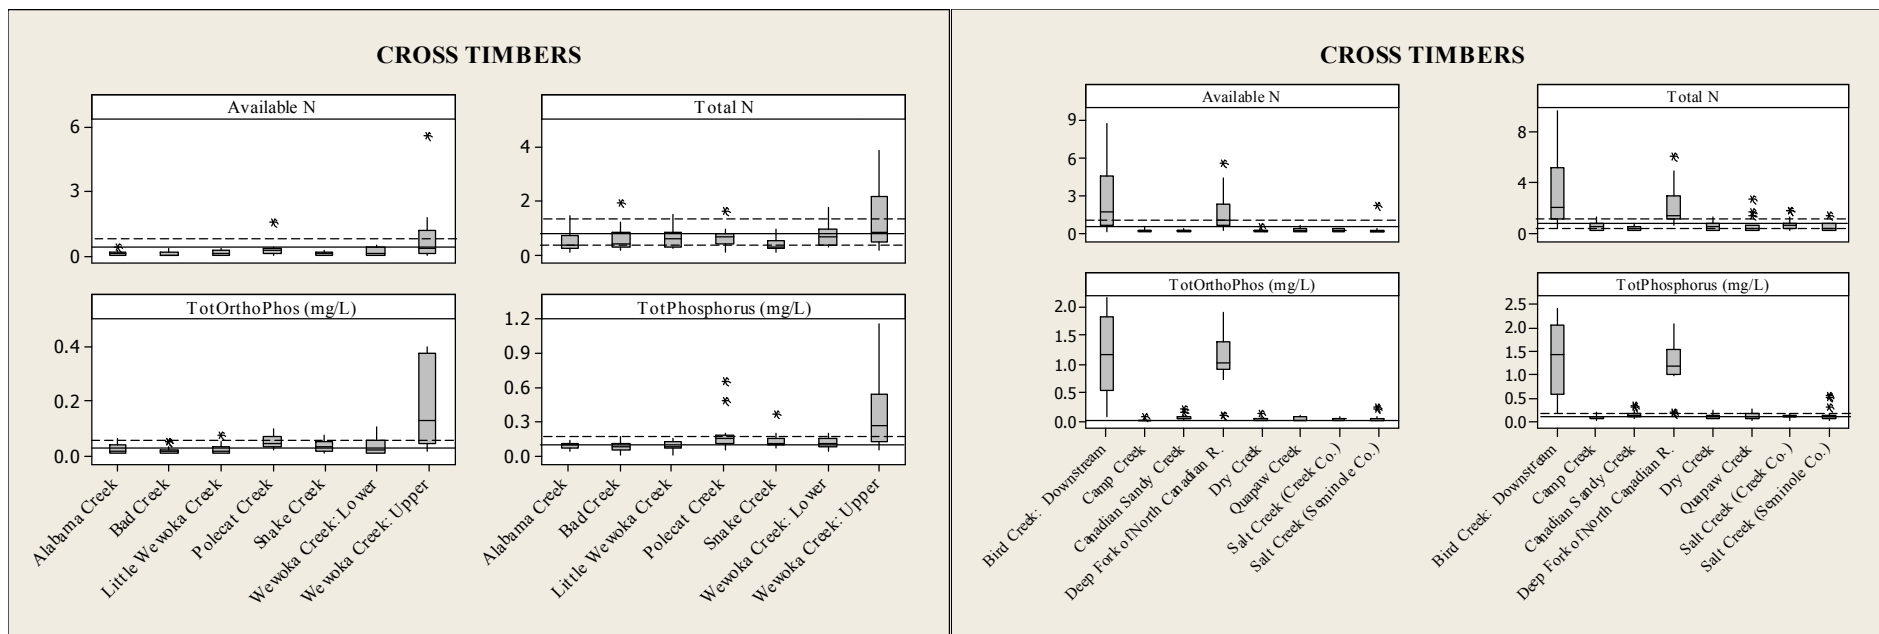 CROSS TIMBERS
Available N
6
3
0
Total N
4
2
0
TotOrthoPhos (mg/L)
0.4
0.2
0.0
TotPhosphorus (mg/L)
1.2
0.9
0.6
0.3
0.0
Alabama Creek
Bad Creek
Little Wewoka Creek
Polecat Creek
Snake Creek
Wewoka Creek: Lower
Wewoka Creek: Upper
Alabama Creek
Bad Creek
Little Wewoka Creek
Polecat Creek
Snake Creek
Wewoka Creek: Lower
Wewoka Creek: Upper
CROSS TIMBERS
Available N
9
6
3
0
Total N
8
4
0
TotOrthoPhos (mg/L)
2.0
1.5
1.0
0.5
0.0
TotPhosphorus (mg/L)
2.5
2.0
1.5
1.0
0.5
0.0
Bird Creek: Downstream
Camp Creek
Canadian Sandy Creek
Deep Fork of North Canadian R.
Dry Creek
Quapaw Creek
Salt Creek (Creek Co.)
Salt Creek (Seminole Co.)
Bird Creek: Downstream
Camp Creek
Canadian Sandy Creek
Deep Fork of North Canadian R.
Dry Creek
Quapaw Creek
Salt Creek (Creek Co.)
Salt Creek (Seminole Co.)